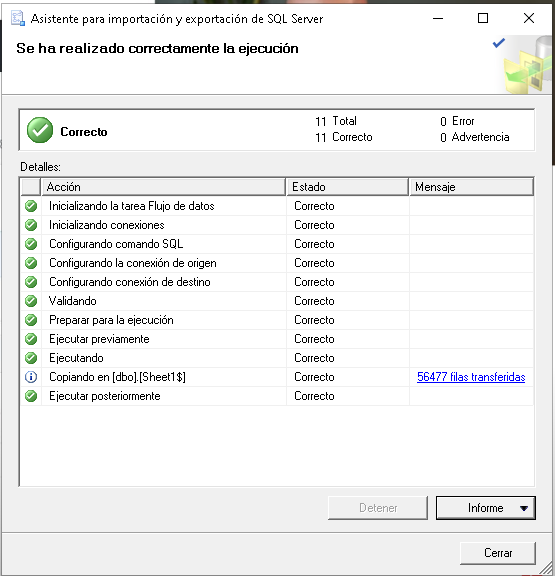 Asistente para importación y exportación de SQL Server
Se ha realizado correctamente la ejecución
Correcto
11 Total
0 Error
11 Correcto
0 Advertencia
Detalles:
Acción Estado Mensaje
Inicializando la tarea Flujo de datos Correcto
Inicializando conexiones Correcto
Configurando comando SQL Correcto
Configurando la conexión de origen Correcto
Configurando conexión de destino Correcto
Validando Correcto
Preparar para la ejecución Correcto
Ejecutar previamente Correcto
Ejecutando Correcto
Copiando en [dbo].[Sheet1$] Correcto 56477 filas transferidas
Ejecutar posteriormente Correcto
Detener Informe
Cerrar